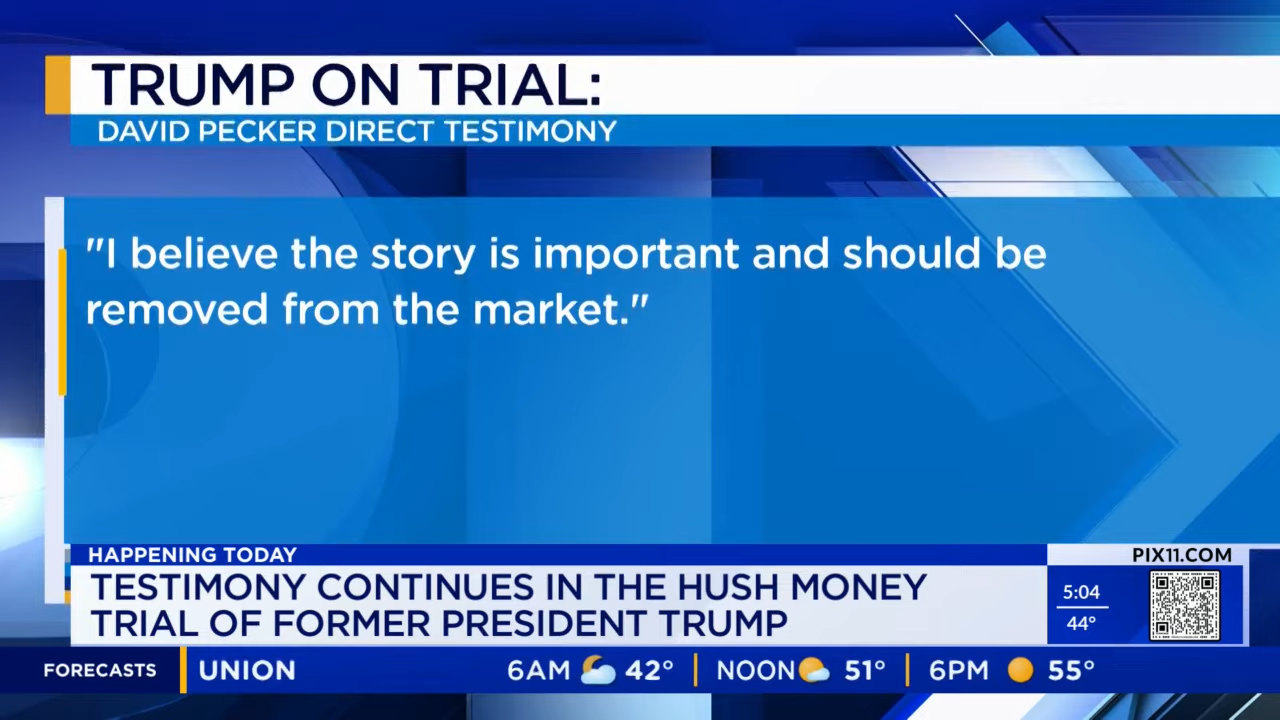 TRUMP ON TRIAL:
DAVID PECKER DIRECT TESTIMONY
"I believe the story is important and should be
removed from the market."
HAPPENING TODAY
TESTIMONY CONTINUES IN THE HUSH MONEY
TRIAL OF FORMER PRESIDENT TRUMP
PIX11.COM
5:04
44°
FORECASTS UNION 6AM 42° NOON 51° 6PM 55°